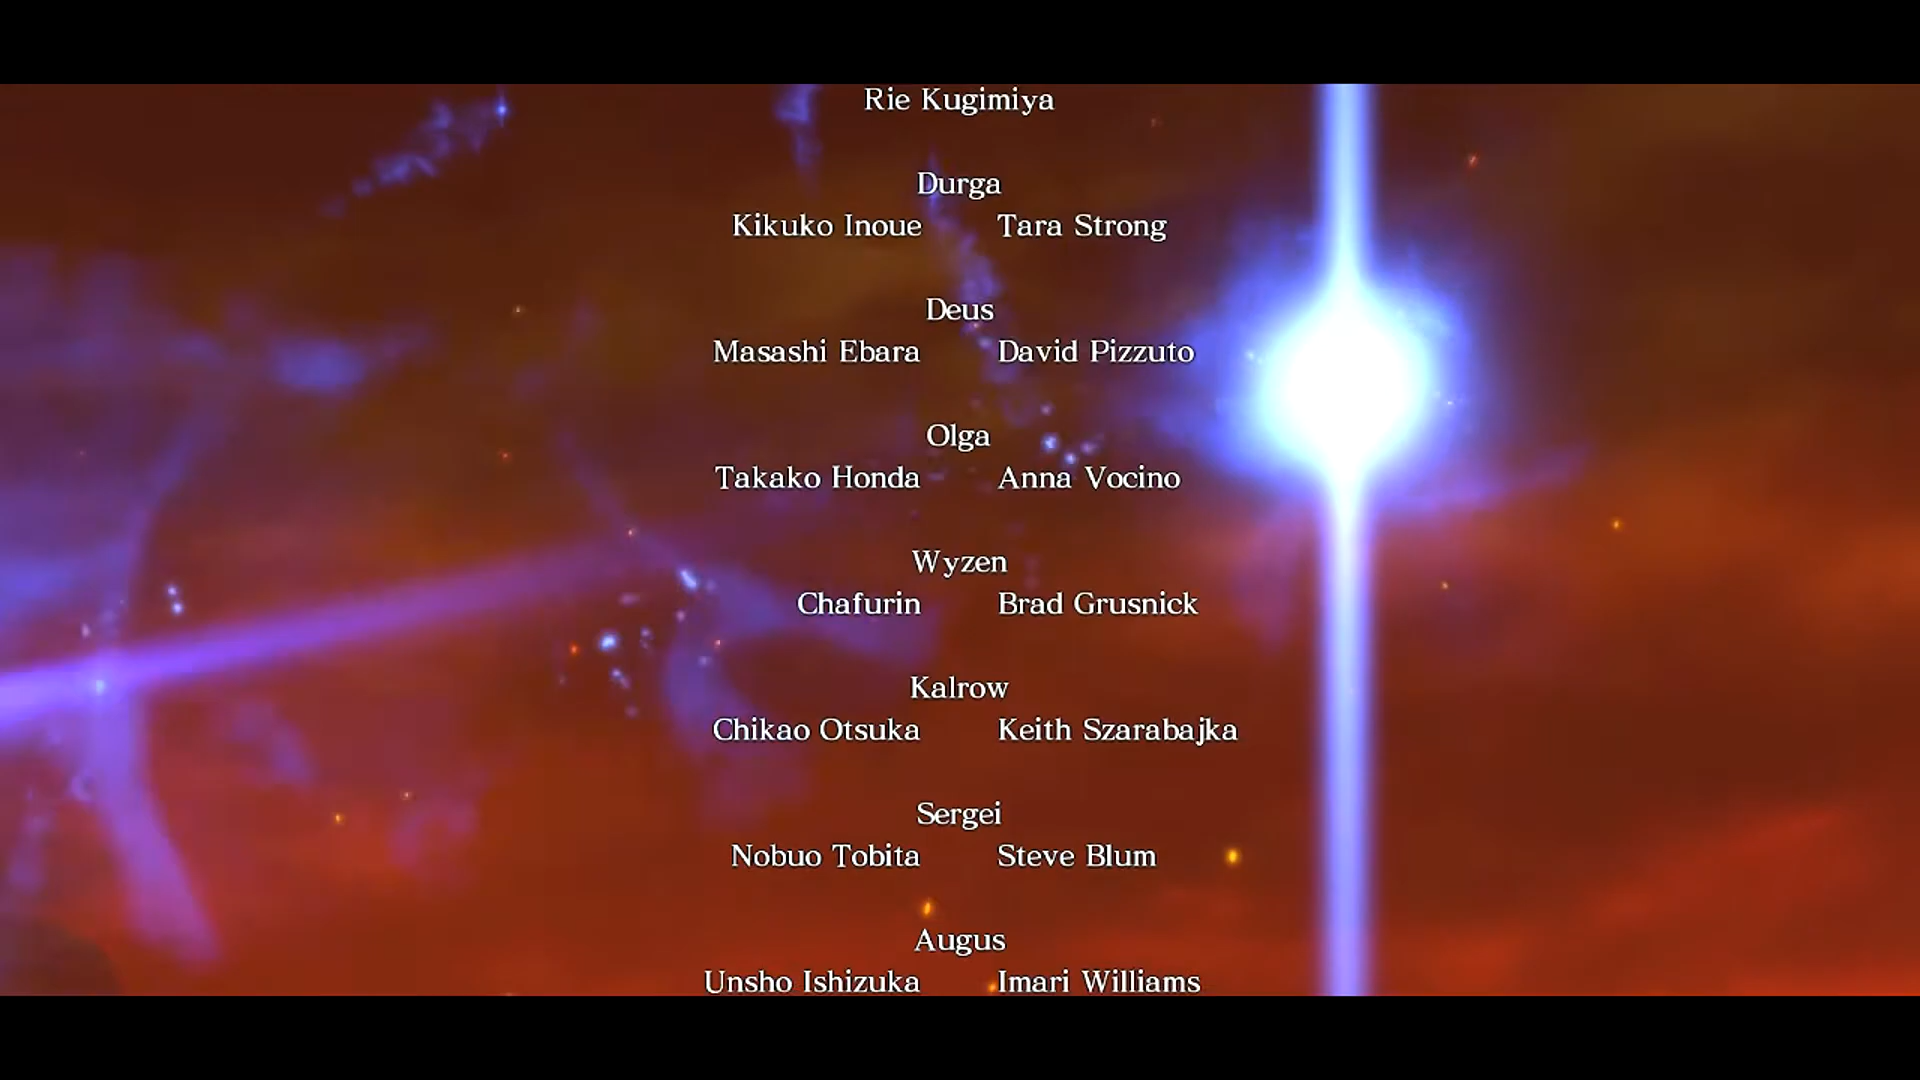 Rie Kugimiya
Durga
Kikuko Inoue Tara Strong
Deus
Masashi Ebara David Pizzuto
Olga
Takako Honda Anna Vocino
Wyzen
Chafurin Brad Grusnick
Kalrow
Chikao Otsuka Keith Szarabajka
Sergei
Nobuo Tobita Steve Blum
Augus
Unsho Ishizuka Imari Williams